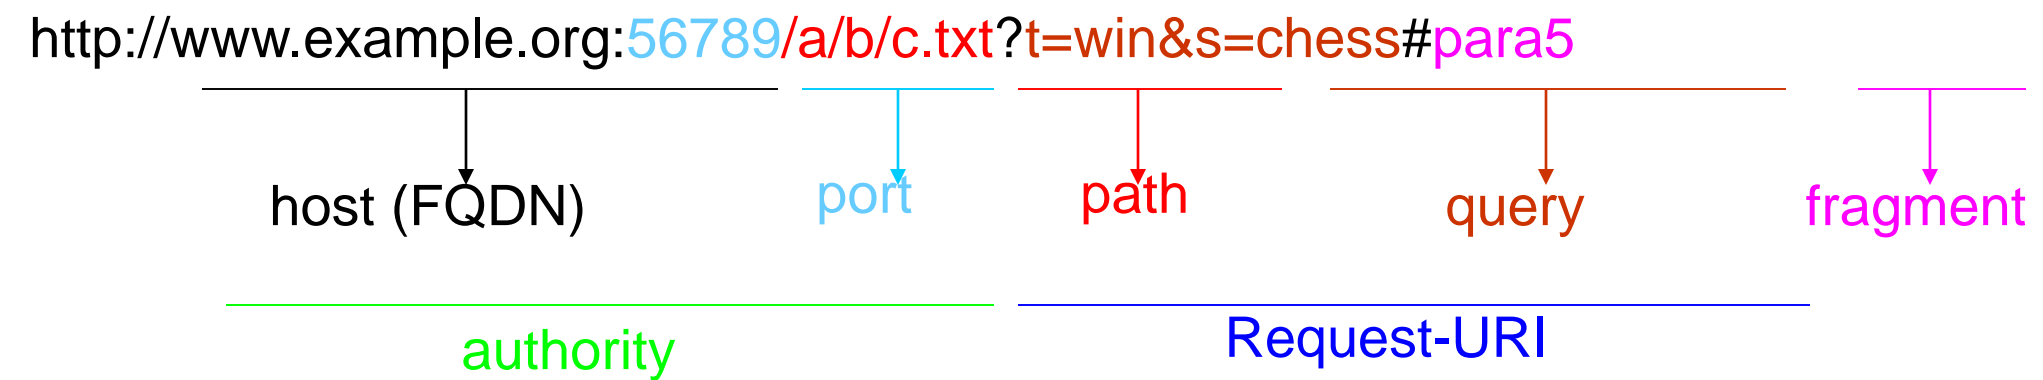 http://www.example.org:56789/a/b/c.txt?t=win&s=chess#para5
host (FQDN) port path query fragment
authority Request-URI